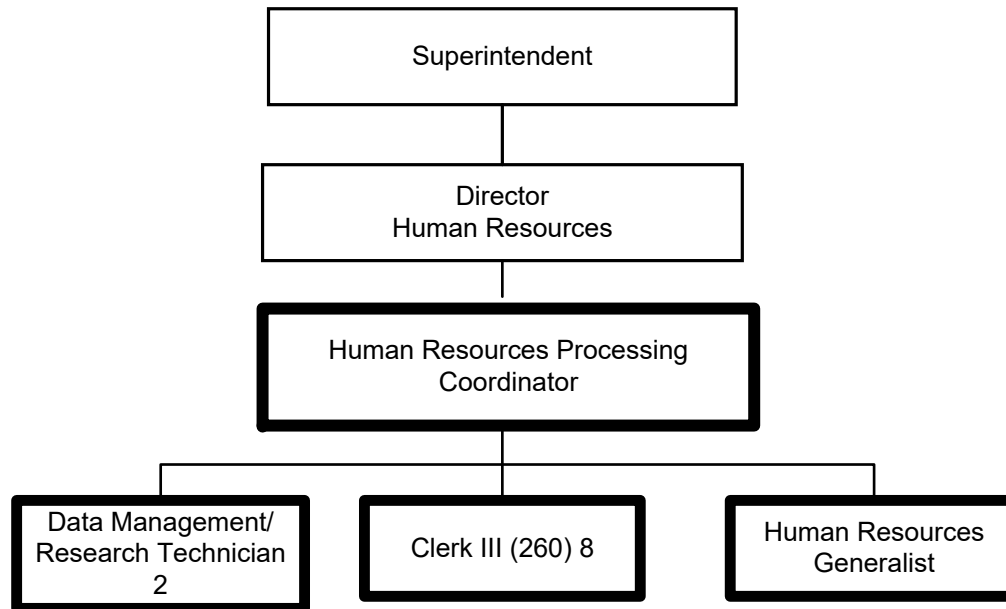 Superintendent
Director
Human Resources
Human Resources Processing
Coordinator
Data Management/
Research Technician
2
Clerk III (260) 8
Human Resources
Generalist